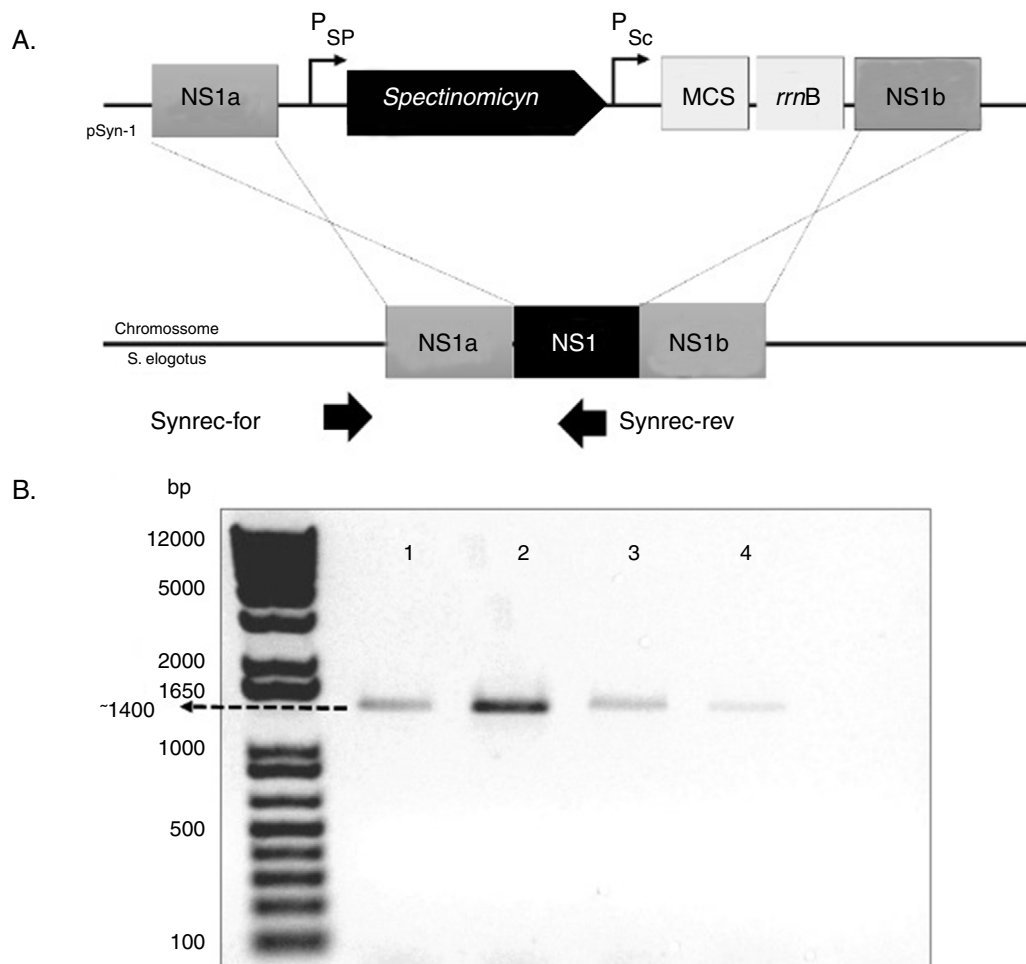 A.
P SP
P Sc
NS1a
Spectinomicyn
MCS
rrnB
NS1b
pSyn-1
Chromossome
S. elogotus
NS1a
NS1
NS1b
Synrec-for
Synrec-rev
B.
bp
1 2 3 4
12000
5000
2000
1650
~1400
1000
500
100